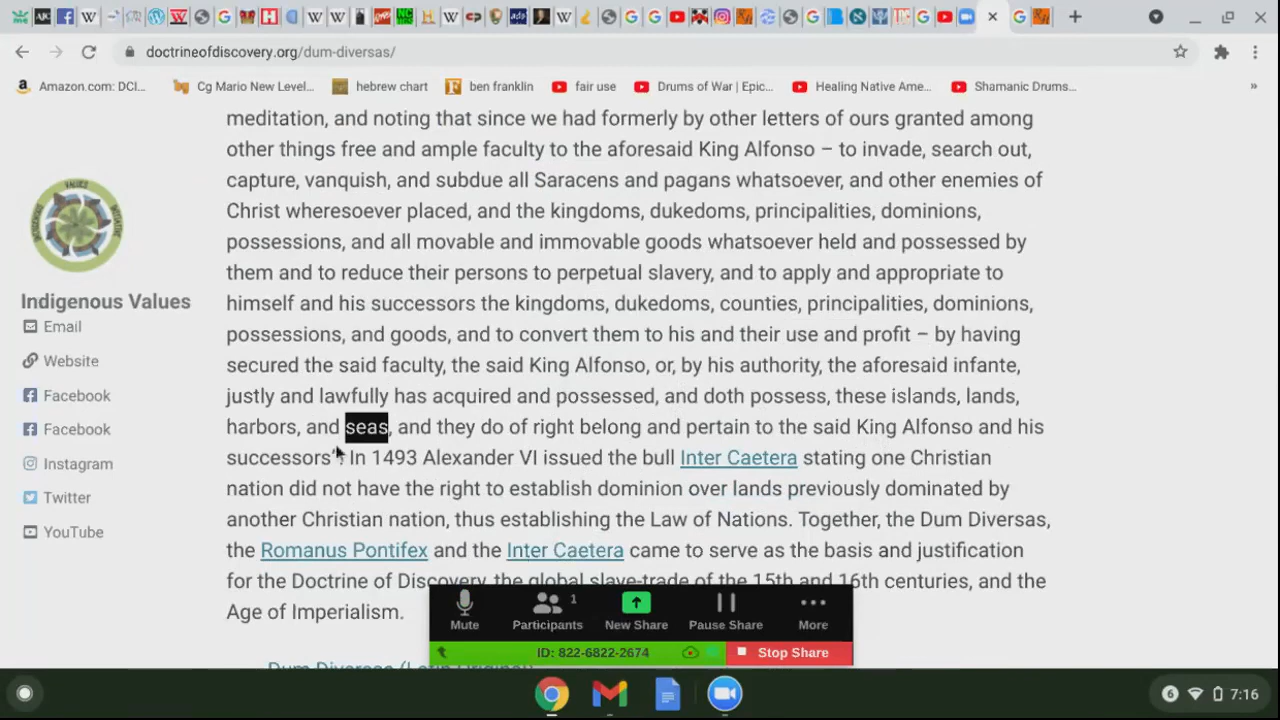 doctrineofdiscovery.org/dum-diversas/
Amazon.com: DCI...
Cg Mario New Level...
hebrew chart
ben franklin
fair use
Drums of War | Epic...
Healing Native Ame...
Shamanic Drums...
»
meditation, and noting that since we had formerly by other letters of ours granted among
other things free and ample faculty to the aforesaid King Alfonso – to invade, search out,
capture, vanquish, and subdue all Saracens and pagans whatsoever, and other enemies of
Christ wheresoever placed, and the kingdoms, dukedoms, principalities, dominions,
possessions, and all movable and immovable goods whatsoever held and possessed by
them and to reduce their persons to perpetual slavery, and to apply and appropriate to
himself and his successors the kingdoms, dukedoms, counties, principalities, dominions,
possessions, and goods, and to convert them to his and their use and profit – by having
secured the said faculty, the said King Alfonso, or, by his authority, the aforesaid infante,
justly and lawfully has acquired and possessed, and doth possess, these islands, lands,
harbors, and seas, and they do of right belong and pertain to the said King Alfonso and his
successors". In 1493 Alexander VI issued the bull Inter Caetera stating one Christian
nation did not have the right to establish dominion over lands previously dominated by
another Christian nation, thus establishing the Law of Nations. Together, the Dum Diversas,
the Romanus Pontifex and the Inter Caetera came to serve as the basis and justification
for the Doctrine of Discovery, the global slave-trade of the 15th and 16th centuries, and the
Age of Imperialism.
Dum Diversas (Latin Original)
Indigenous Values
Email
Website
Facebook
Facebook
Instagram
Twitter
YouTube
1
Mute
Participants
New Share
Pause Share
More
ID: 822-6822-2674
Stop Share
6
7:16